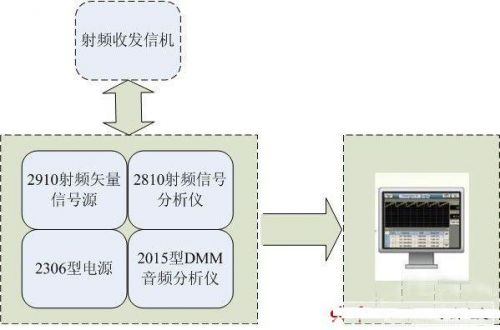 射频收发信机
2910射频矢量
信号源
2810射频信号
分析仪
2306型电源
2015型DMM
音频分析仪